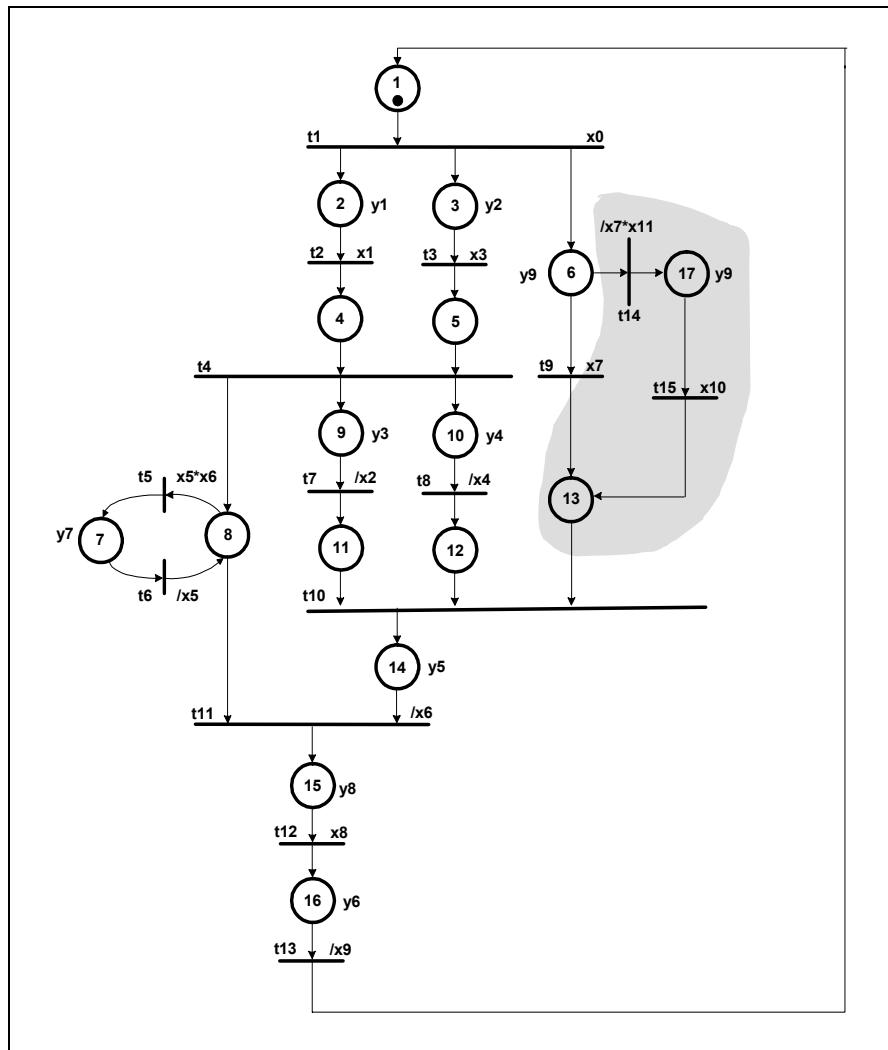 1
t1 x0
2 y1 3 y2
/x7*x11
t2 x1 t3 x3 y9 6 17 y9
4 5 t14
t4 t9 x7
t15 x10
9 y3 10 y4
t5 x5*x6 t7 /x2 t8 /x4
13
y7 7 8
11 12
t6 /x5 t10
14 y5
t11 /x6
15 y8
t12 x8
16 y6
t13 /x9